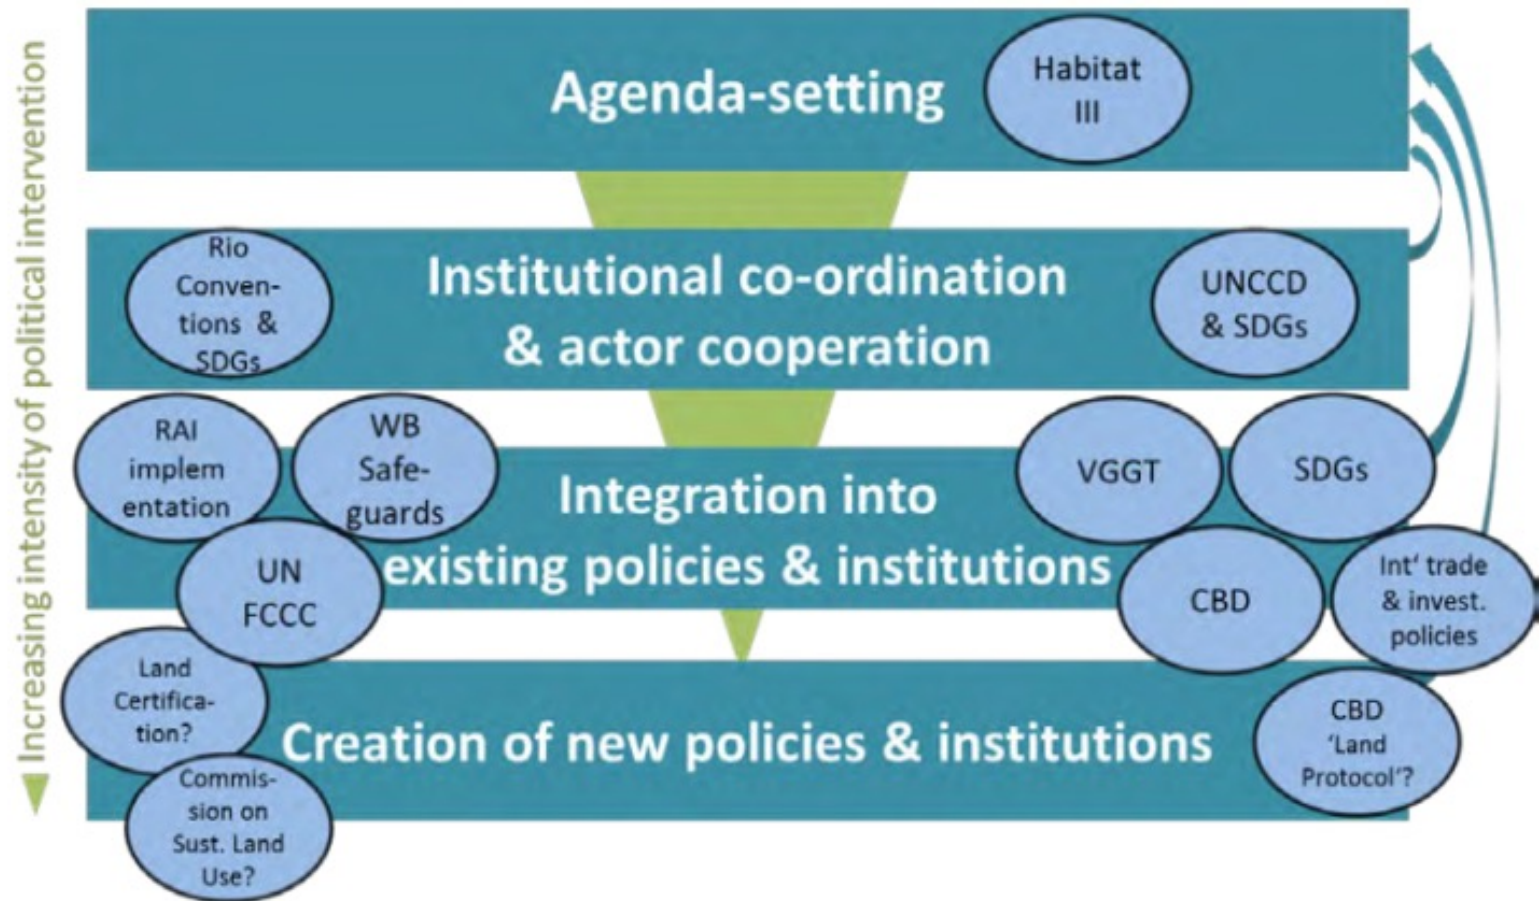 Increasing intensity of political intervention
Agenda-setting
Habitat
III
Rio
Conven-
tions &
SDGs
Institutional co-ordination
& actor cooperation
UNCCD
& SDGs
RAI
implem
entation
WB
Safe-
guards
UN
FCCC
Integration into
existing policies & institutions
VGGT
SDGs
CBD
Int‘ trade
& invest.
policies
Land
Certifica-
tion?
Commis-
sion on
Sust. Land
Use?
Creation of new policies & institutions
CBD
‘Land
Protocol‘?